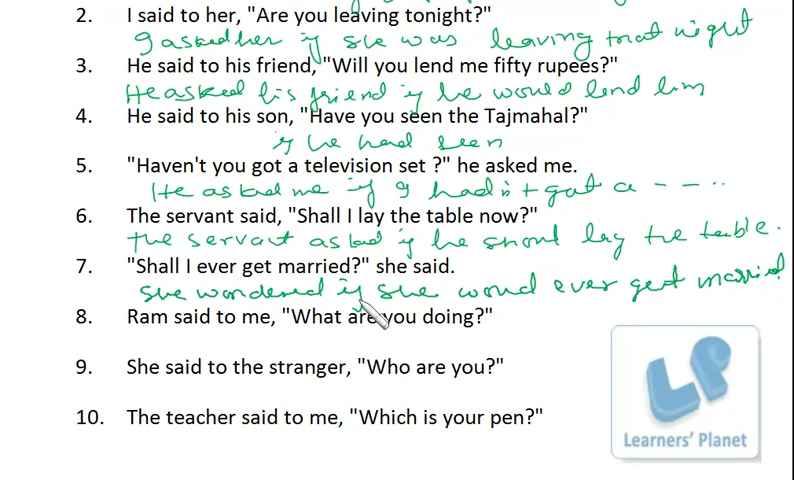 2. I said to her, "Are you leaving tonight?"
I asked her if she was leaving that night
3. He said to his friend, "Will you lend me fifty rupees?"
He asked his friend if he would lend him
4. He said to his son, "Have you seen the Tajmahal?"
if he had seen
5. "Haven't you got a television set ?" he asked me.
He asked me if I hadn't got a - - ..
6. The servant said, "Shall I lay the table now?"
the servant asked if he should lay the table.
7. "Shall I ever get married?" she said.
she wondered if she would ever get married
8. Ram said to me, "What are you doing?"
9. She said to the stranger, "Who are you?"
10. The teacher said to me, "Which is your pen?"
LP
Learners' Planet